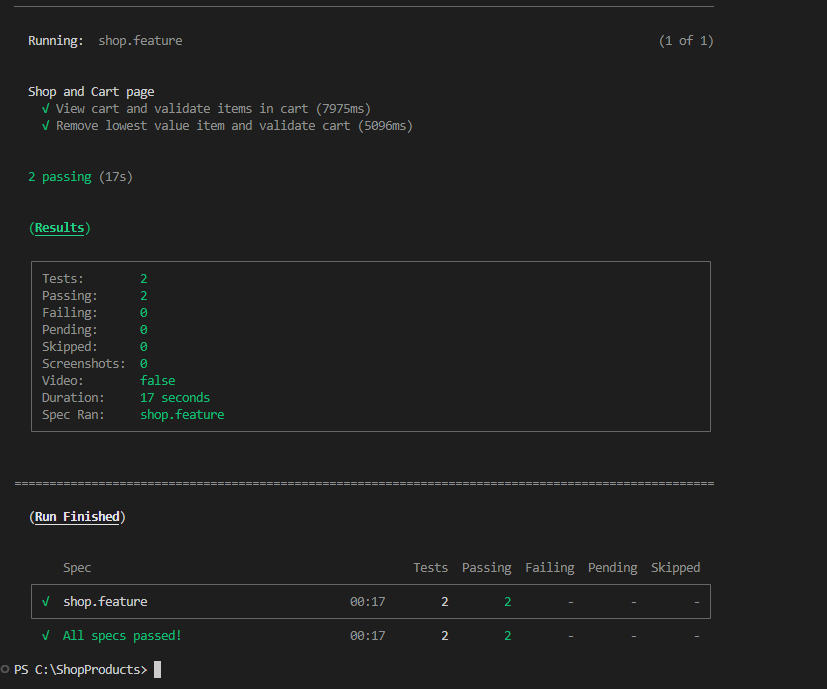 Running:  shop.feature (1 of 1)
Shop and Cart page
√ View cart and validate items in cart (7975ms)
√ Remove lowest value item and validate cart (5096ms)
2 passing (17s)
(Results)
Tests: 2
Passing: 2
Failing: 0
Pending: 0
Skipped: 0
Screenshots: 0
Video: false
Duration: 17 seconds
Spec Ran: shop.feature
====================================================================================================
(Run Finished)
Spec Tests Passing Failing Pending Skipped
√ shop.feature 00:17 2 2 - - -
√ All specs passed! 00:17 2 2 - - -
PS C:\ShopProducts>